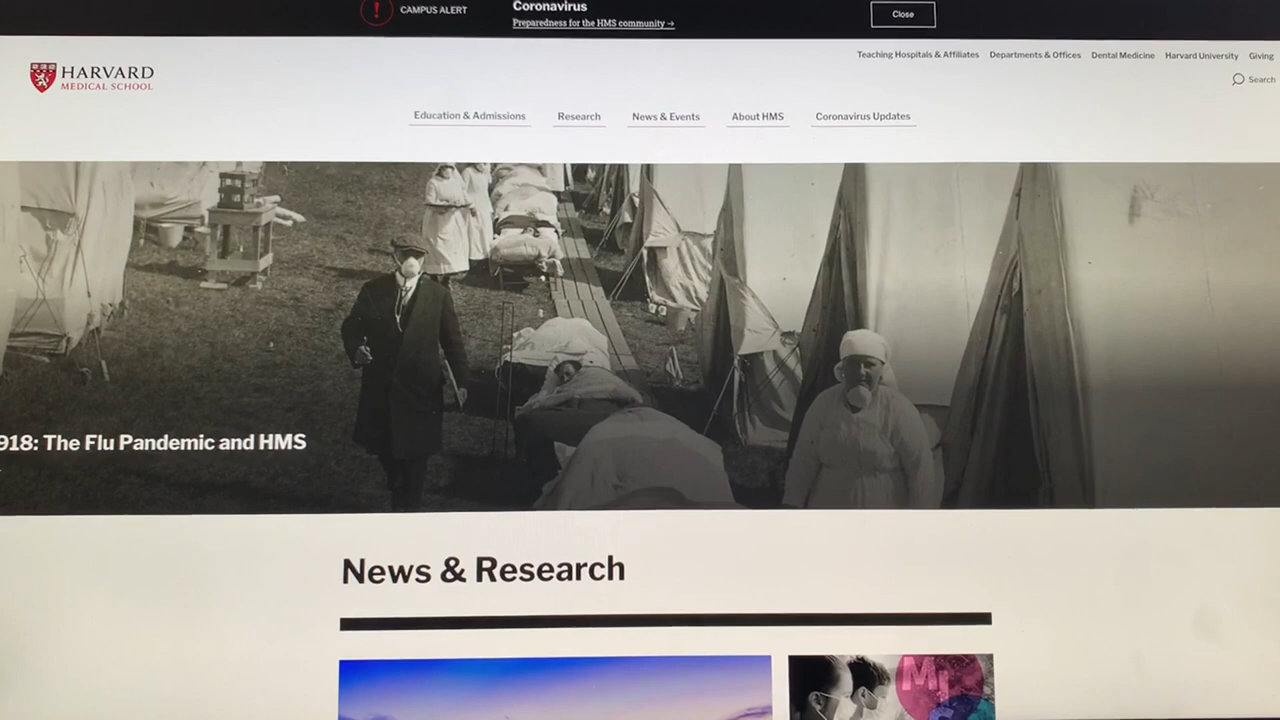 CAMPUS ALERT
Coronavirus
Preparedness for the HMS community →
Close
Teaching Hospitals & Affiliates Departments & Offices Dental Medicine Harvard University Giving
HARVARD
MEDICAL SCHOOL
Search
Education & Admissions Research News & Events About HMS Coronavirus Updates
918: The Flu Pandemic and HMS
News & Research